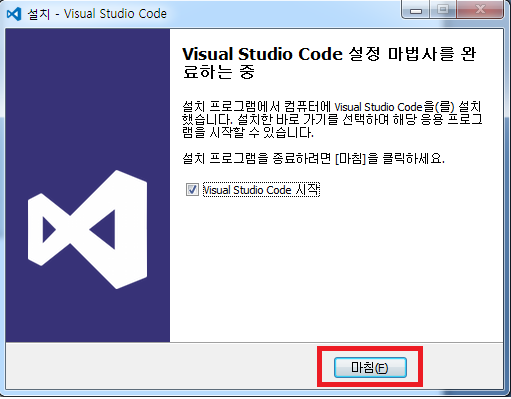 설치 - Visual Studio Code
Visual Studio Code 설정 마법사를 완
료하는 중
설치 프로그램에서 컴퓨터에 Visual Studio Code을(를) 설치
했습니다. 설치한 바로 가기를 선택하여 해당 응용 프로그
램을 시작할 수 있습니다.
설치 프로그램을 종료하려면 [마침]을 클릭하세요.
Visual Studio Code 시작
마침(F)